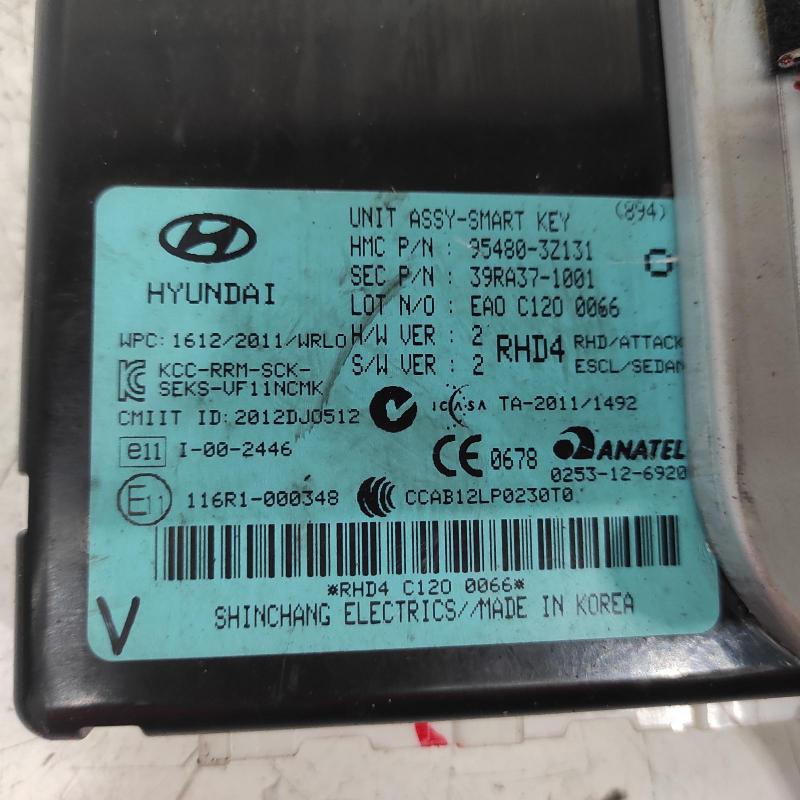 UNIT ASSY-SMART KEY (894)
HMC P/N : 95480-3Z131
SEC P/N : 39RA37-1001
LOT N/O : EAO C120 0066
H/W VER : 2
S/W VER : 2
RHD4
RHD/ATTACK
ESCL/SEDAN
HYUNDAI
WPC: 1612/2011/WRLO
KCC-RRM-SCK-
SEKS-VF11NCMK
CMIIT ID: 2012DJ0512
ICASA TA-2011/1492
e11 I-00-2446
CE 0678
ANATEL
0253-12-6920
E11 116R1-000348
CCAB12LP0230T0
*RHD4 C120 0066*
SHINCHANG ELECTRICS//MADE IN KOREA
V